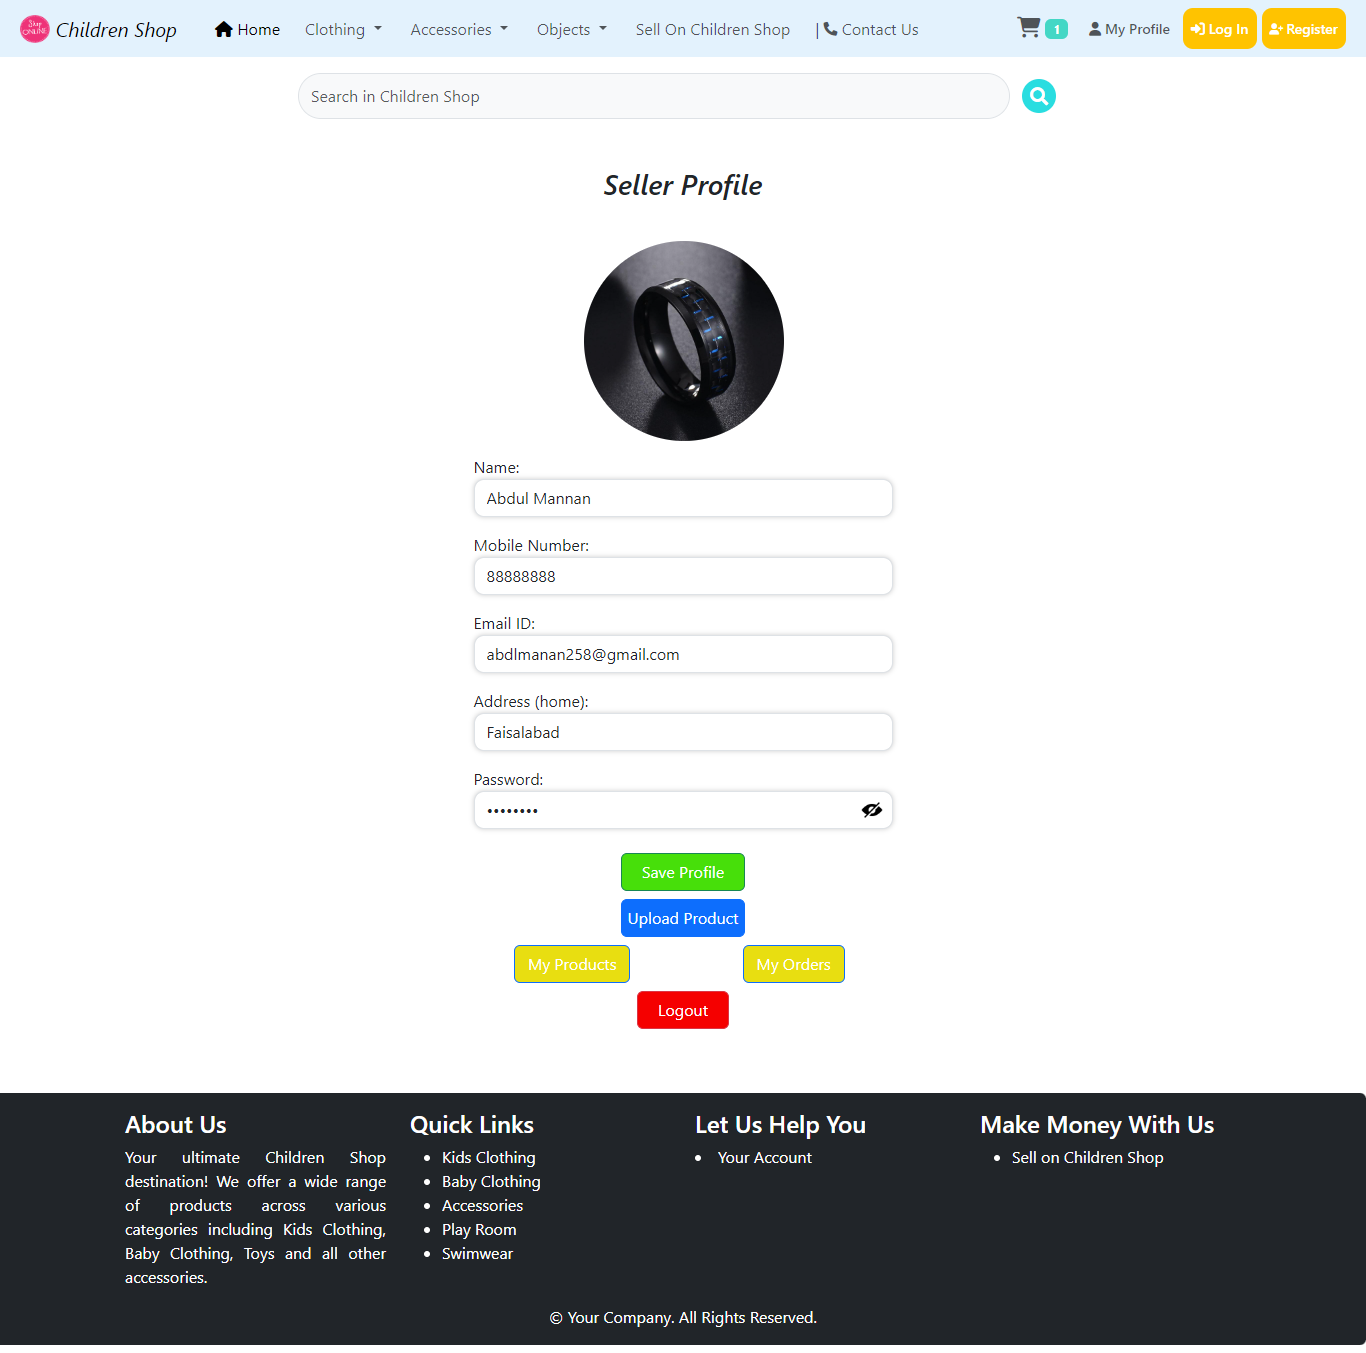 Shop
ONLINE
Children Shop
Home
Clothing
Accessories
Objects
Sell On Children Shop
| Contact Us
1
My Profile
Log In
Register
Search in Children Shop
Seller Profile
Name:
Abdul Mannan
Mobile Number:
88888888
Email ID:
abdlmanan258@gmail.com
Address (home):
Faisalabad
Password:
••••••••
Save Profile
Upload Product
My Products
My Orders
Logout
About Us
Your ultimate Children Shop
destination! We offer a wide range
of products across various
categories including Kids Clothing,
Baby Clothing, Toys and all other
accessories.
Quick Links
• Kids Clothing
• Baby Clothing
• Accessories
• Play Room
• Swimwear
Let Us Help You
• Your Account
Make Money With Us
• Sell on Children Shop
© Your Company. All Rights Reserved.